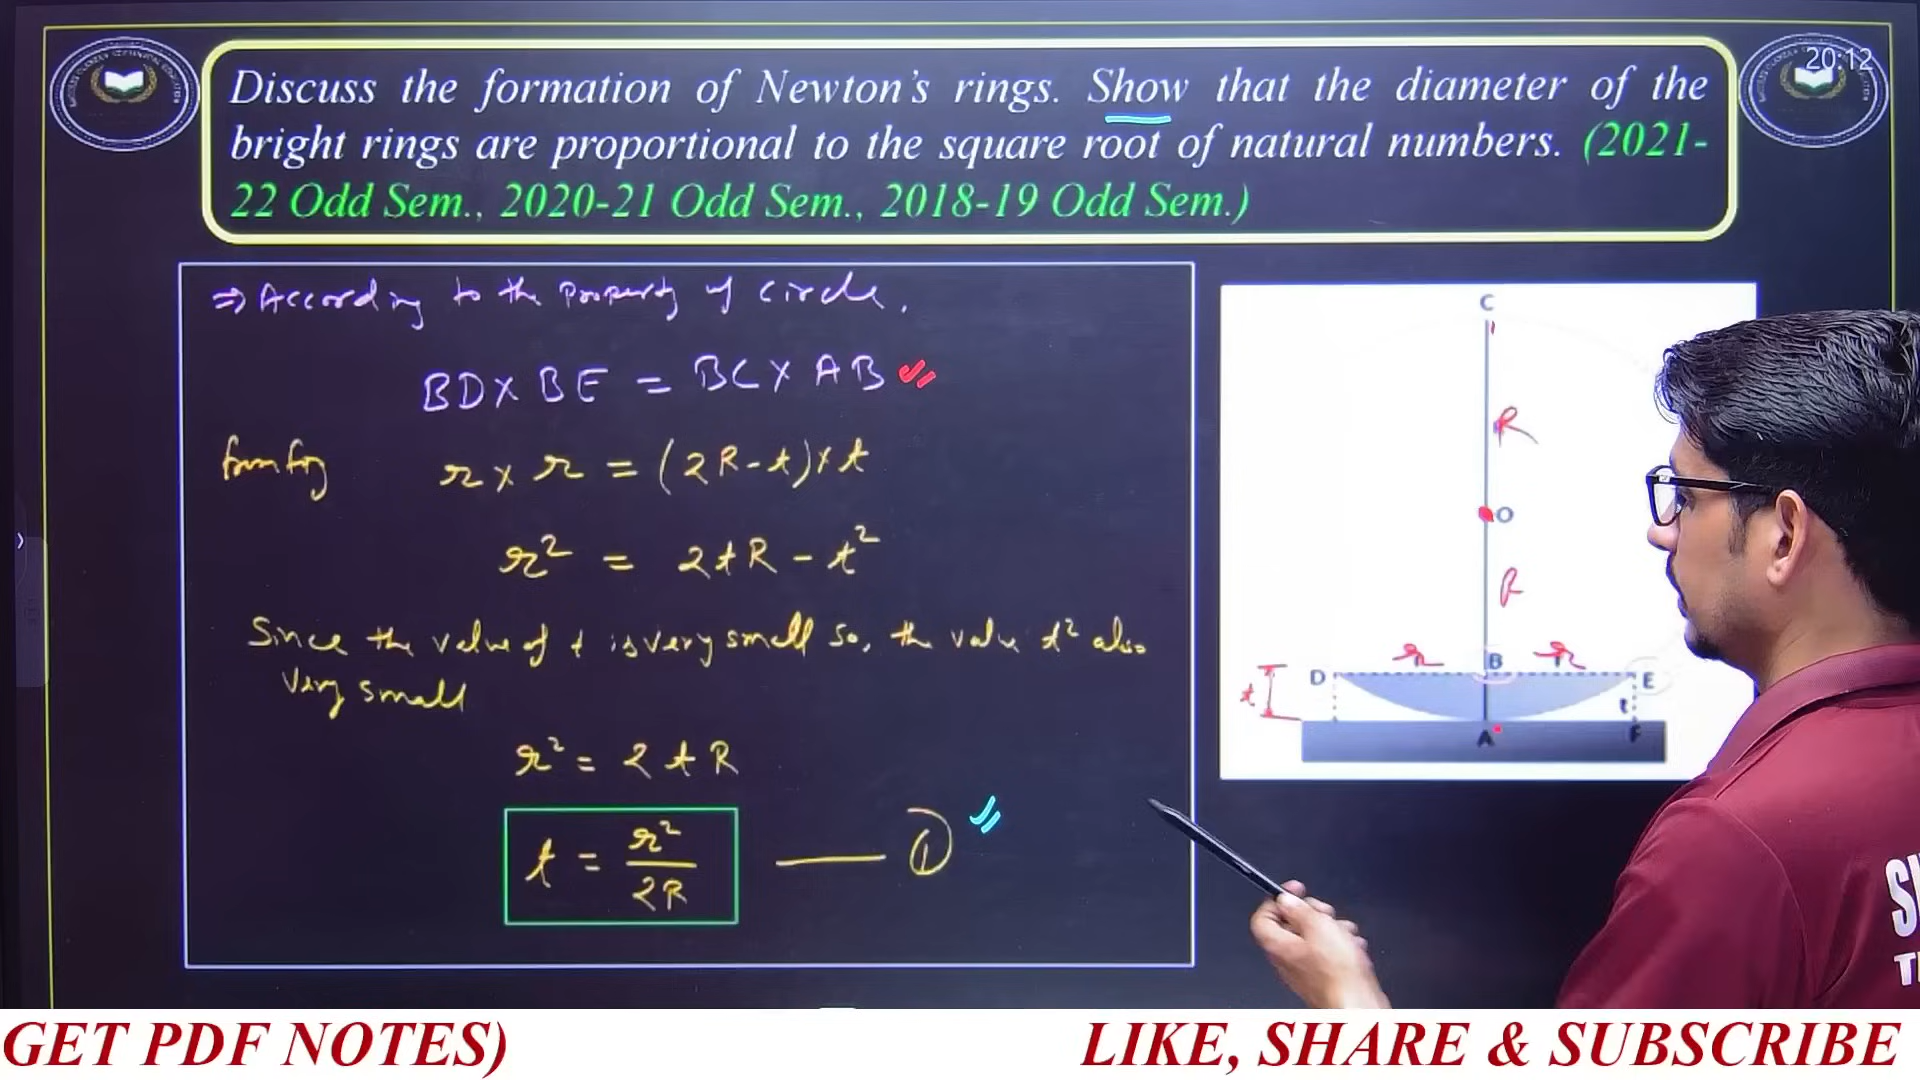 20:12
Discuss the formation of Newton's rings. Show that the diameter of the
bright rings are proportional to the square root of natural numbers. (2021-
22 Odd Sem., 2020-21 Odd Sem., 2018-19 Odd Sem.)
⇒ According to the Property of circle,
BD × BE = BC × AB
r × r = (2R - t) × t
r² = 2tR - t²
Since the value of t is very small so, the value t² also
very small
r² = 2tR
t = r²/2R —— ①
C
R
O
R
r B r
D E
t t
A F
GET PDF NOTES) LIKE, SHARE & SUBSCRIBE